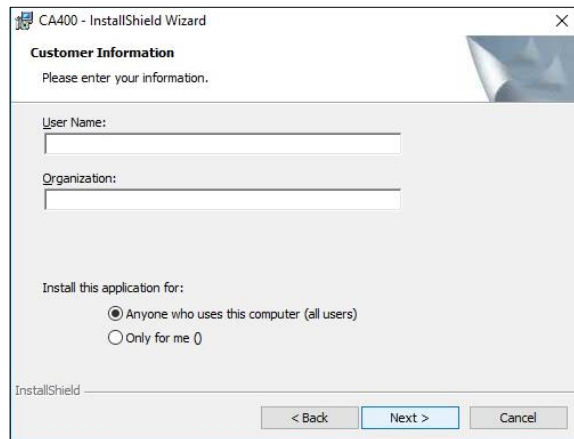 CA400 - InstallShield Wizard
Customer Information
Please enter your information.
User Name:
Organization:
Install this application for:
Anyone who uses this computer (all users)
Only for me ()
InstallShield
< Back Next > Cancel